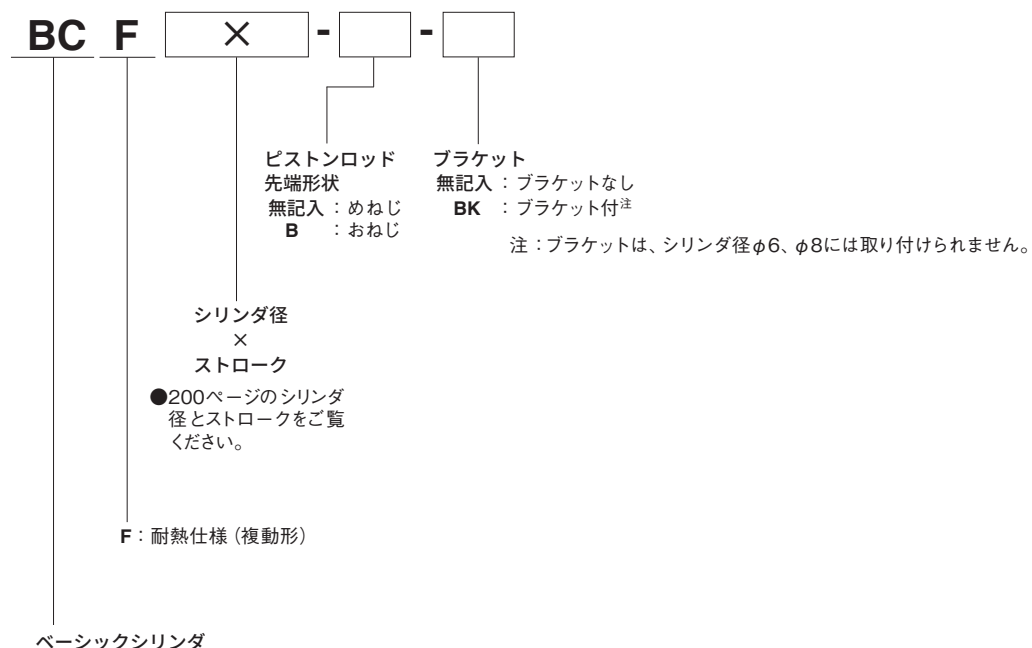 BC F × - -
ピストンロッド
先端形状
無記入：めねじ
B ：おねじ
ブラケット
無記入：ブラケットなし
BK ：ブラケット付注
注：ブラケットは、シリンダ径φ6、φ8には取り付けられません。
シリンダ径
×
ストローク
●200ページのシリンダ
径とストロークをご覧
ください。
F：耐熱仕様（複動形）
ベーシックシリンダ